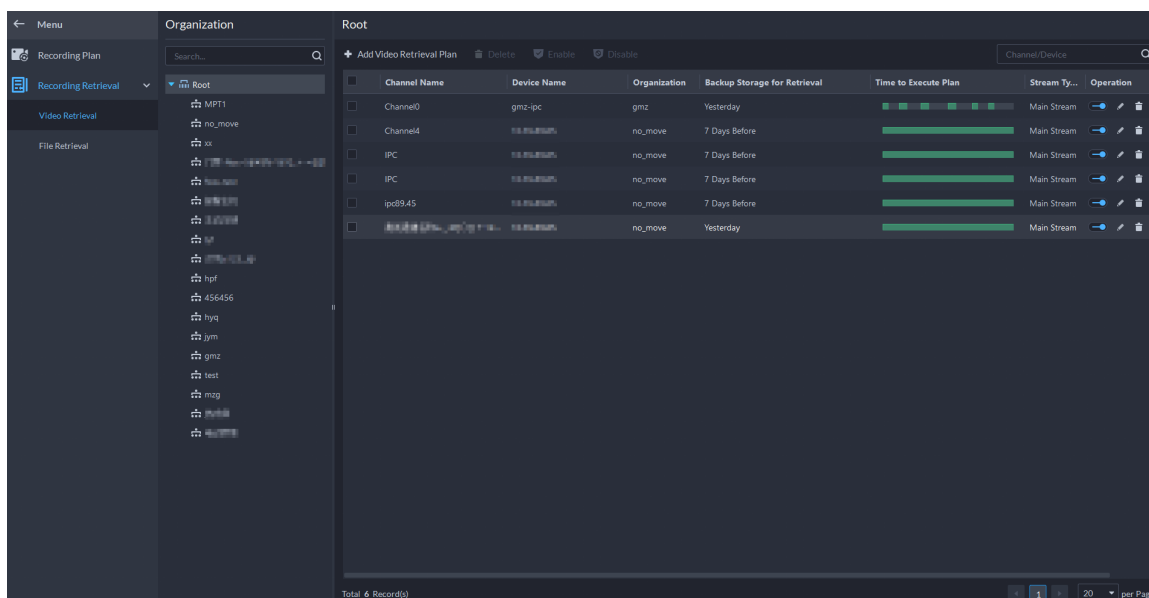 Menu
Recording Plan
Recording Retrieval
Video Retrieval
File Retrieval
Organization
Search...
Root
MPT1
no_move
xx
hpf
456456
hyq
jym
gmz
test
mzg
Root
Add Video Retrieval Plan Delete Enable Disable Channel/Device
Channel Name Device Name Organization Backup Storage for Retrieval Time to Execute Plan Stream Ty... Operation
Channel0 gmz-ipc gmz Yesterday Main Stream
Channel4 no_move 7 Days Before Main Stream
IPC no_move 7 Days Before Main Stream
IPC no_move 7 Days Before Main Stream
ipc89.45 no_move 7 Days Before Main Stream
no_move Yesterday Main Stream
Total 6 Record(s) 1 20 per Pag